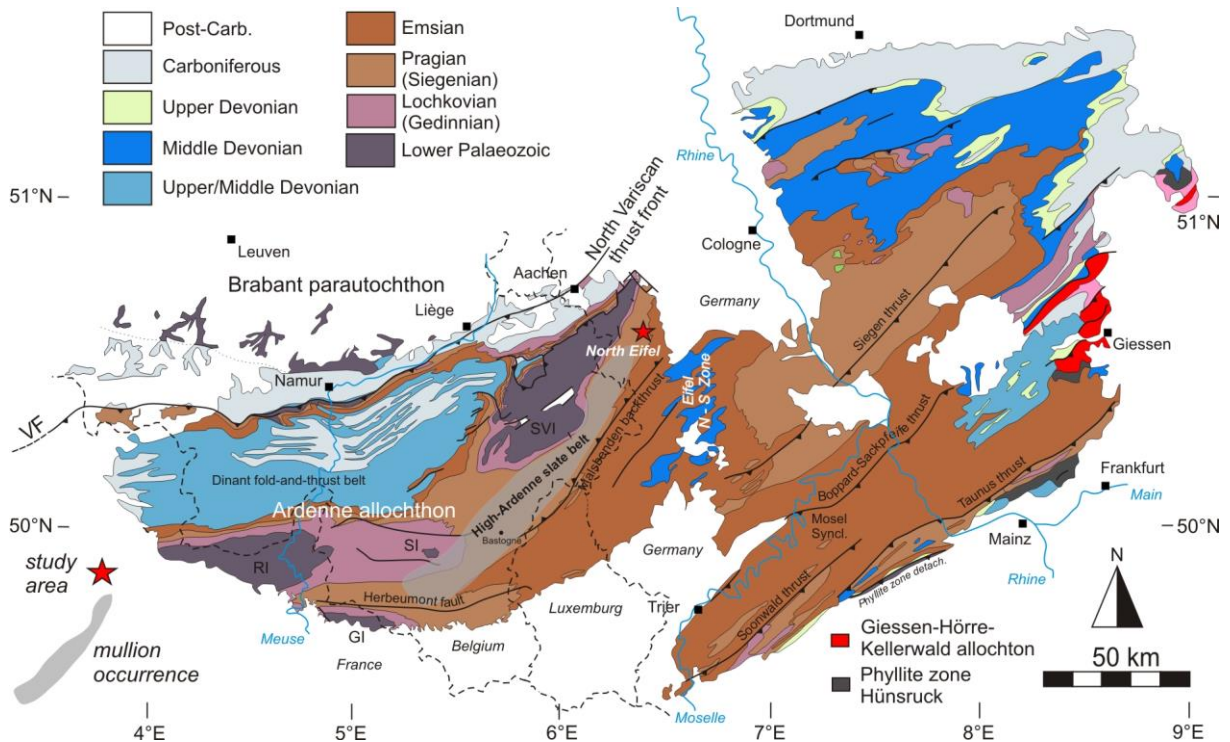 Post-Carb.
Carboniferous
Upper Devonian
Middle Devonian
Upper/Middle Devonian
Emsian
Pragian
(Siegenian)
Lochkovian
(Gedinnian)
Lower Palaeozoic
Dortmund
Rhine
51°N
51°N
Leuven
Brabant parautochthon
Aachen
North Variscan
thrust front
Cologne
Liège
Germany
North Eifel
Siegen thrust
Giessen
Namur
Eifel
N - S Zone
VF
SVI
Malsbenden backthrust
High-Ardenne slate belt
Boppard-Sackpfeife thrust
Dinant fold-and-thrust belt
Taunus thrust
Frankfurt
Main
50°N
50°N
Ardenne allochthon
Bastogne
Mosel
Syncl.
Mainz
Germany
study
area
RI
SI
Rhine
Phyllite zone detach.
Herbeumont fault
Luxemburg
Trier
Soonwald thrust
N
Meuse
GI
Belgium
France
mullion
occurrence
Giessen-Hörre-
Kellerwald allochton
Phyllite zone
Hünsruck
50 km
Moselle
4°E
5°E
6°E
7°E
8°E
9°E